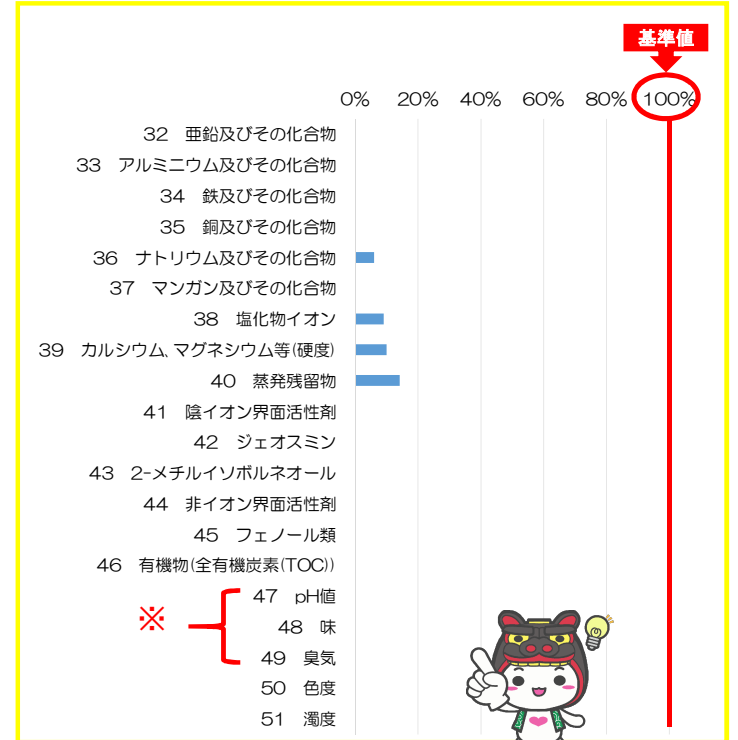 基準値
0% 20% 40% 60% 80% 100%
32 亜鉛及びその化合物
33 アルミニウム及びその化合物
34 鉄及びその化合物
35 銅及びその化合物
36 ナトリウム及びその化合物
37 マンガン及びその化合物
38 塩化物イオン
39 カルシウム、マグネシウム等(硬度)
40 蒸発残留物
41 陰イオン界面活性剤
42 ジェオスミン
43 2-メチルイソボルネオール
44 非イオン界面活性剤
45 フェノール類
46 有機物(全有機炭素(TOC))
47 pH値
※ 48 味
49 臭気
50 色度
51 濁度